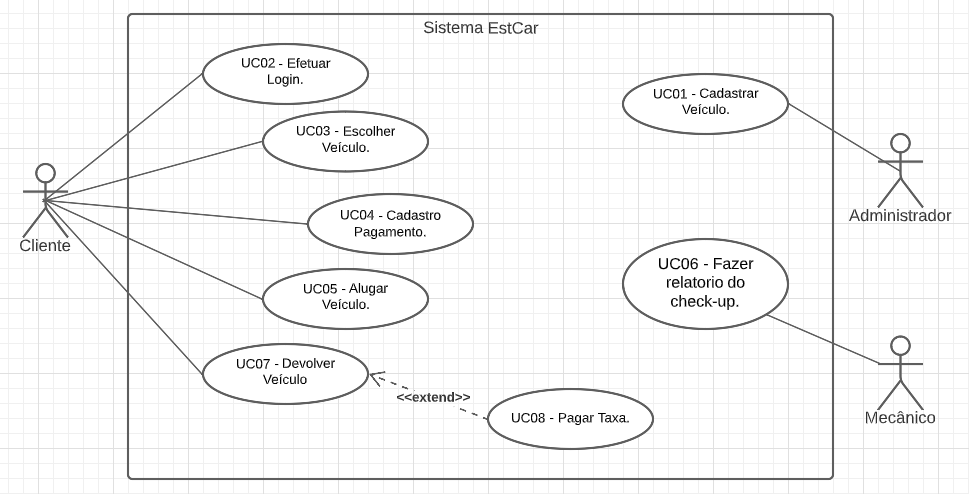 Sistema EstCar
UC02 - Efetuar
Login.
UC01 - Cadastrar
Veículo.
UC03 - Escolher
Veículo.
Cliente
UC04 - Cadastro
Pagamento.
Administrador
UC05 - Alugar
Veículo.
UC06 - Fazer
relatorio do
check-up.
UC07 - Devolver
Veículo
<<extend>>
UC08 - Pagar Taxa.
Mecânico